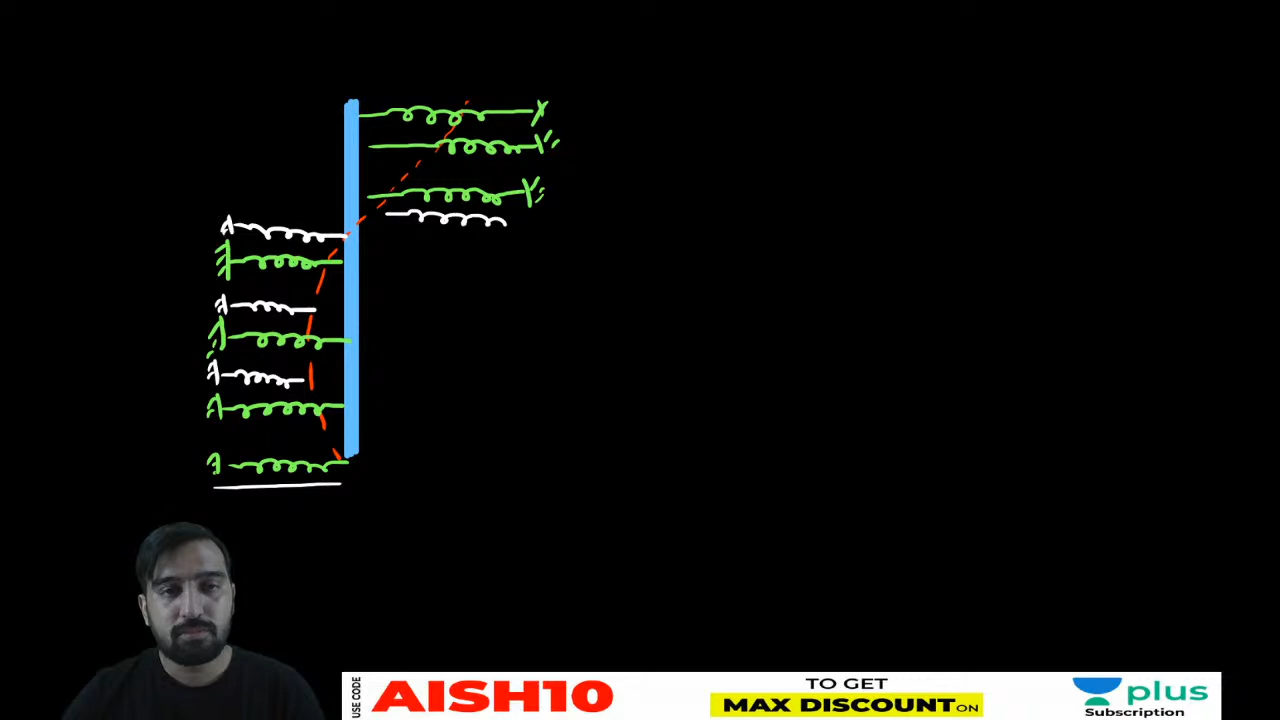 USE CODE
AISH10
TO GET
MAX DISCOUNT ON
plus
Subscription